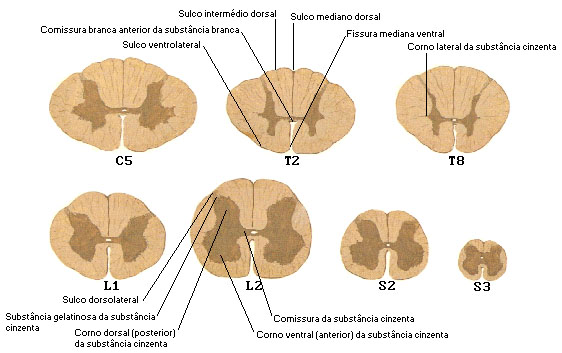 Sulco intermédio dorsal
Sulco mediano dorsal
Comissura branca anterior da substância branca
Fissura mediana ventral
Sulco ventrolateral
Corno lateral da substância cinzenta
C5
T2
T8
L1
L2
S2
S3
Sulco dorsolateral
Substância gelatinosa da substância
cinzenta
Comissura da substância cinzenta
Corno dorsal (posterior)
da substância cinzenta
Corno ventral (anterior) da substância cinzenta